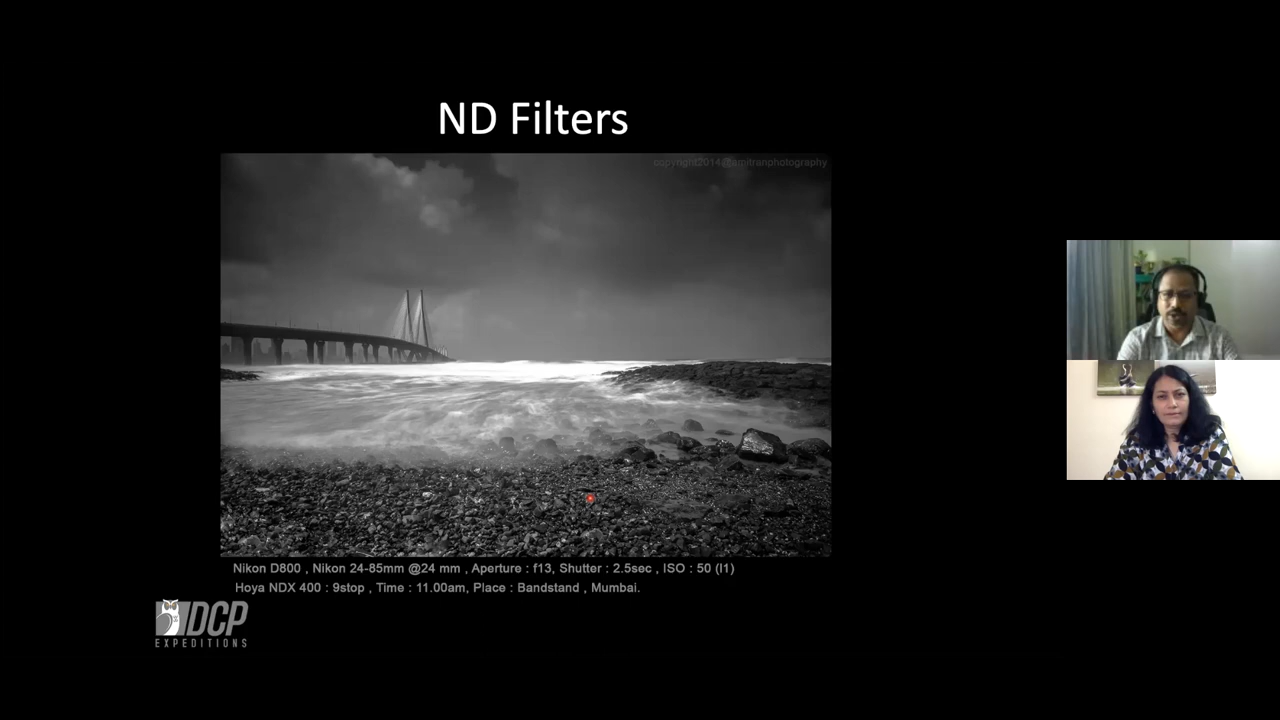 ND Filters
copyright2014@amitranphotography
Nikon D800 , Nikon 24-85mm @24 mm , Aperture : f13, Shutter : 2.5sec , ISO : 50 (l1)
Hoya NDX 400 : 9stop , Time : 11.00am, Place : Bandstand , Mumbai.
DCP
EXPEDITIONS